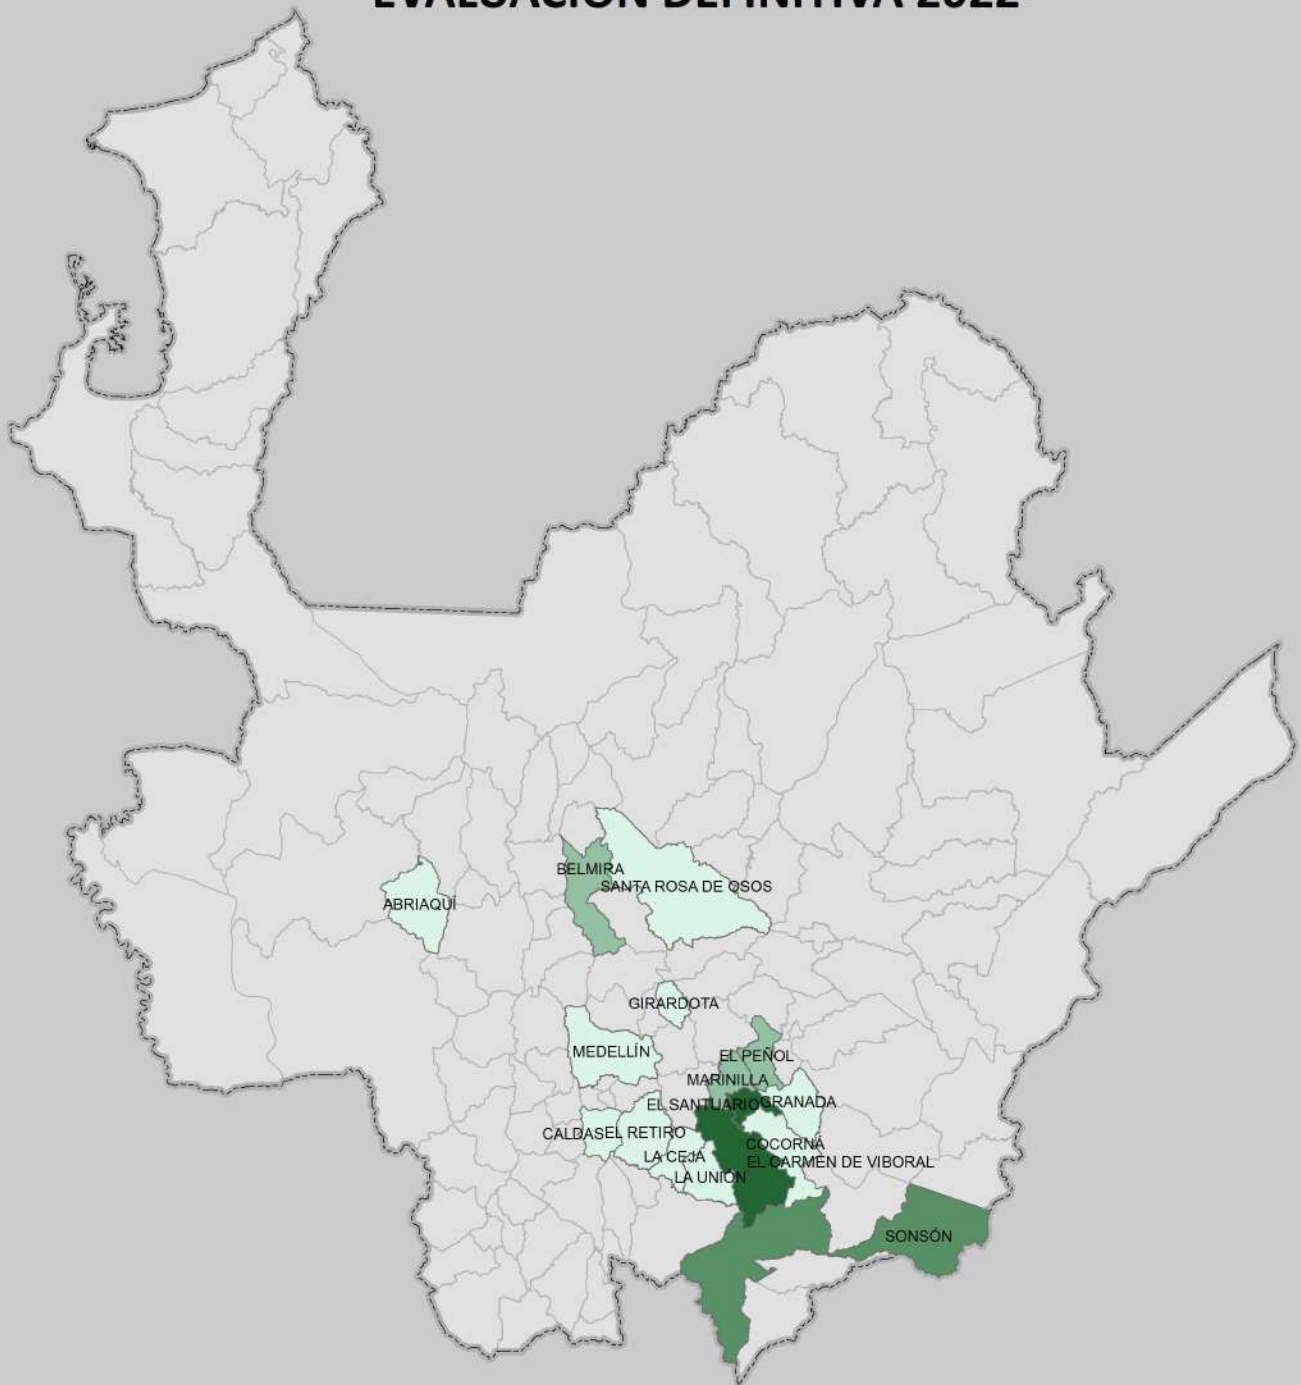 EVALUACIÓN DEFINITIVA 2022
BELMIRA
SANTA ROSA DE OSOS
ABRIAQUÍ
GIRARDOTA
MEDELLÍN
EL PEÑOL
MARINILLA
EL SANTUARIO
GRANADA
CALDAS
EL RETIRO
COCORNÁ
LA CEJA
EL CARMEN DE VIBORAL
LA UNIÓN
SONSÓN